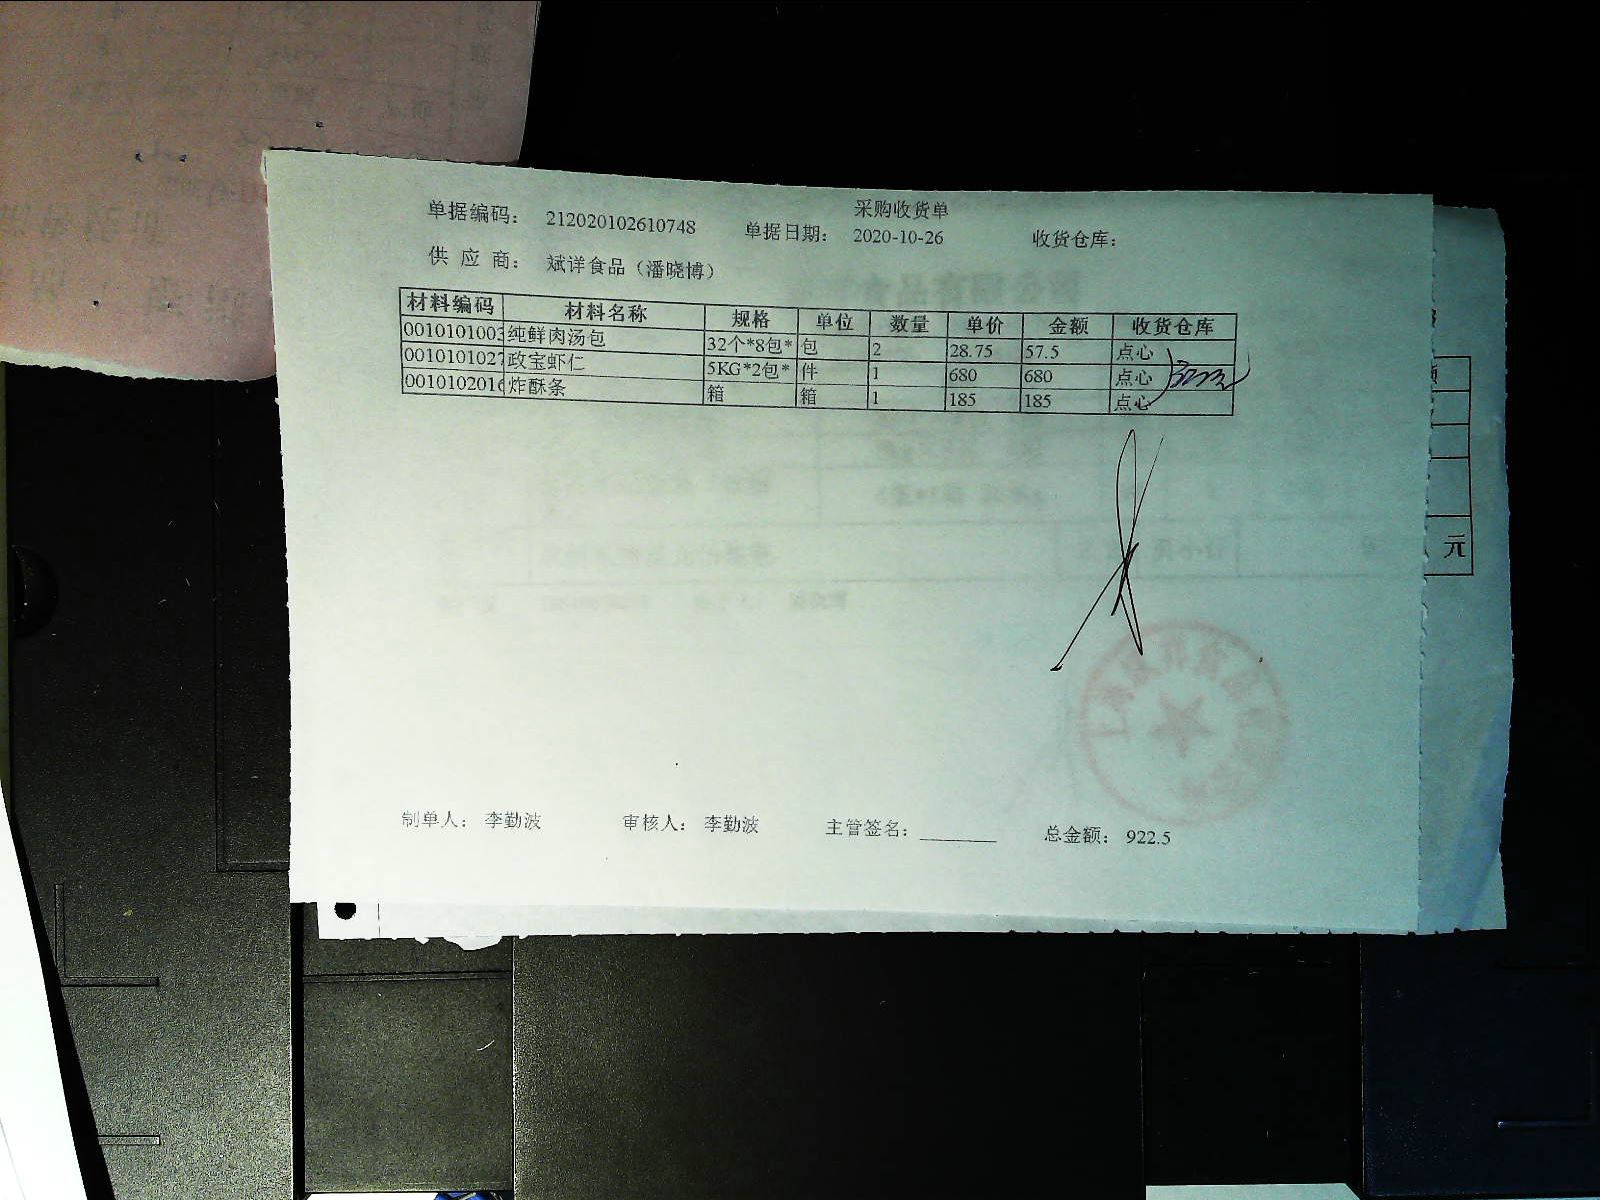 采购收货单
单据编码： 212020102610748 单据日期： 2020-10-26 收货仓库：
供 应 商： 斌详食品（潘晓博）
材料编码 材料名称 规格 单位 数量 单价 金额 收货仓库
0010101003 纯鲜肉汤包 32个*8包* 包 2 28.75 57.5 点心
0010101027 政宝虾仁 5KG*2包* 件 1 680 680 点心
0010102016 炸酥条 箱 箱 1 185 185 点心
元
制单人： 李勤波 审核人： 李勤波 主管签名： 总金额： 922.5